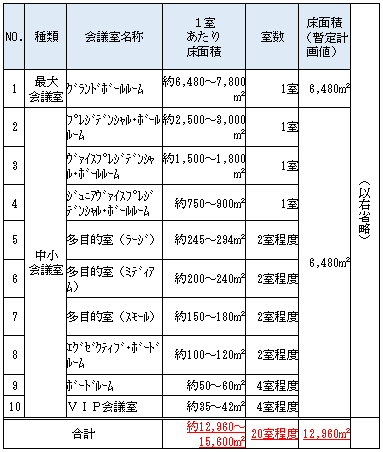 NO.
種類
会議室名称
1室
あたり
床面積
室数
床面積
(暫定計
画値)
1
最大
会議室
ｸﾞﾗﾝﾄﾞﾎﾞｰﾙﾙｰﾑ
約6,480～7,800
㎡
1室
6,480㎡
2
ﾌﾟﾚｼﾞﾃﾞﾝｼｬﾙ･ﾎﾞｰﾙ
ﾙｰﾑ
約2,500～3,000
㎡
1室
3
ｳﾞｧｲｽﾌﾟﾚｼﾞﾃﾞﾝｼｬ
ﾙ･ﾎﾞｰﾙﾙｰﾑ
約1,500～1,800
㎡
1室
4
ｼﾞｭﾆｱｳﾞｧｲｽﾌﾟﾚｼﾞ
ﾃﾞﾝｼｬﾙ･ﾎﾞｰﾙﾙｰﾑ
約750～900㎡
1室
中小
会議室
5
多目的室（ﾗｰｼﾞ）
約245～294㎡
2室程度
6,480㎡
6
多目的室（ﾐﾃﾞｨｱ
ﾑ）
約200～240㎡
2室程度
7
多目的室（ｽﾓｰﾙ）
約150～180㎡
2室程度
8
ｴｸﾞｾﾞｸﾃｨﾌﾞ･ﾎﾞｰﾄﾞ
ﾙｰﾑ
約100～120㎡
2室程度
9
ﾎﾞｰﾄﾞﾙｰﾑ
約50～60㎡
4室程度
10
ＶＩＰ会議室
約35～42㎡
4室程度
合計
約12,960～
15,600㎡
20室程度
12,960㎡
（以右省略）